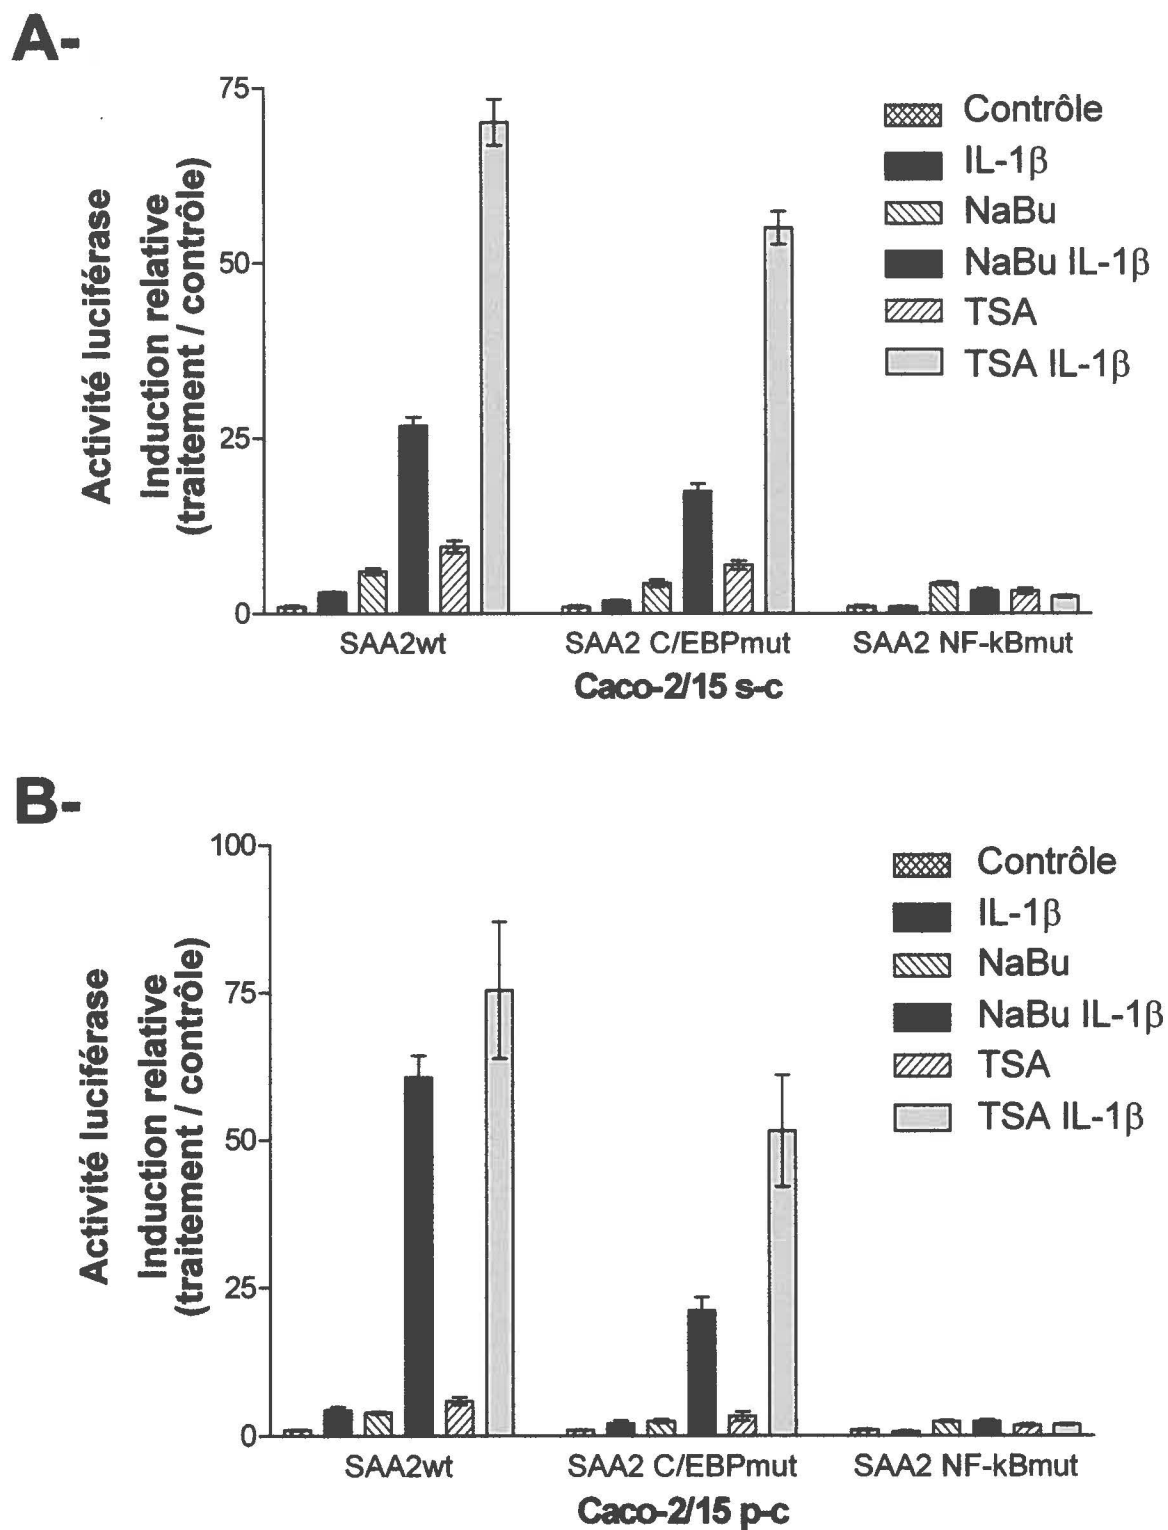 A-
75
50
25
0
Activité luciférase
Induction relative
(traitement / contrôle)
Contrôle
IL-1β
NaBu
NaBu IL-1β
TSA
TSA IL-1β
SAA2wt
SAA2 C/EBPmut
SAA2 NF-kBmut
Caco-2/15 s-c
B-
100
75
50
25
0
Activité luciférase
Induction relative
(traitement / contrôle)
Contrôle
IL-1β
NaBu
NaBu IL-1β
TSA
TSA IL-1β
SAA2wt
SAA2 C/EBPmut
SAA2 NF-kBmut
Caco-2/15 p-c